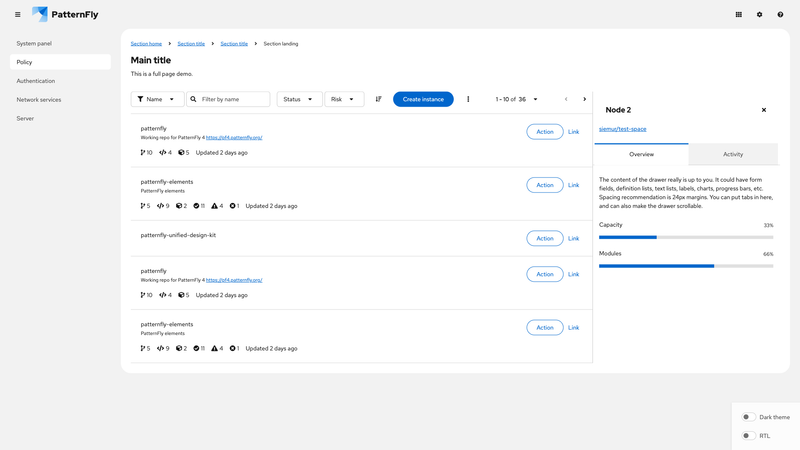 PatternFly
System panel
Policy
Authentication
Network services
Server
Section home
Section title
Section title
Section landing
Main title
This is a full page demo.
Name
Filter by name
Status
Risk
Create instance
1 - 10 of 36
patternfly
Working repo for PatternFly 4 https://pf4.patternfly.org/
10 4 5 Updated 2 days ago
Action
Link
patternfly-elements
PatternFly elements
5 9 2 11 4 1 Updated 2 days ago
Action
Link
patternfly-unified-design-kit
Action
Link
patternfly
Working repo for PatternFly 4 https://pf4.patternfly.org/
10 4 5 Updated 2 days ago
Action
Link
patternfly-elements
PatternFly elements
5 9 2 11 4 1 Updated 2 days ago
Action
Link
Node 2
siemur/test-space
Overview
Activity
The content of the drawer really is up to you. It could have form
fields, definition lists, text lists, labels, charts, progress bars, etc.
Spacing recommendation is 24px margins. You can put tabs in here,
and can also make the drawer scrollable.
Capacity
33%
Modules
66%
Dark theme
RTL